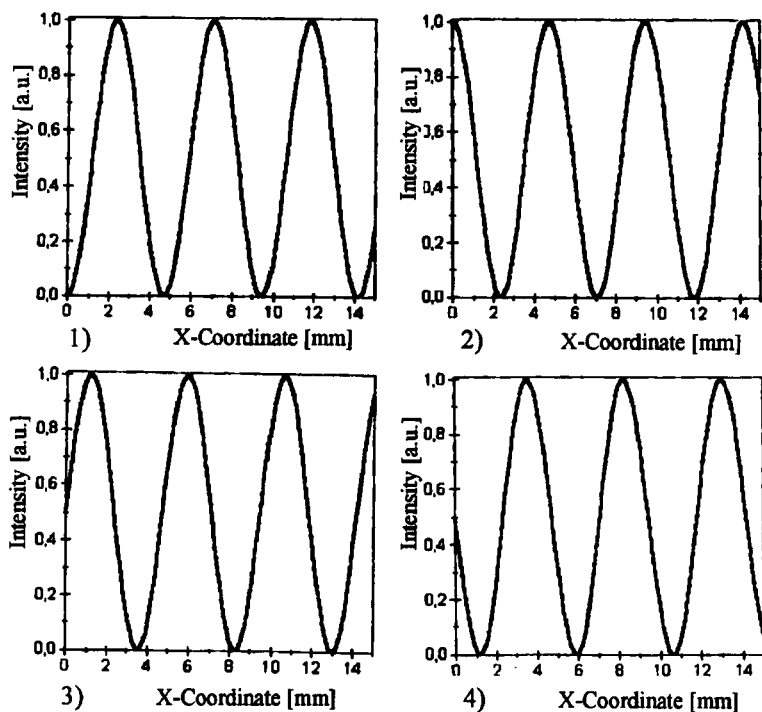 1,0
0,8
0,6
0,4
0,2
0,0
Intensity [a.u.]
0 2 4 6 8 10 12 14
1) X-Coordinate [mm]
1,0
0,8
0,6
0,4
0,2
0,0
Intensity [a.u.]
0 2 4 6 8 10 12 14
2) X-Coordinate [mm]
1,0
0,8
0,6
0,4
0,2
0,0
Intensity [a.u.]
0 2 4 6 8 10 12 14
3) X-Coordinate [mm]
1,0
0,8
0,6
0,4
0,2
0,0
Intensity [a.u.]
0 2 4 6 8 10 12 14
4) X-Coordinate [mm]